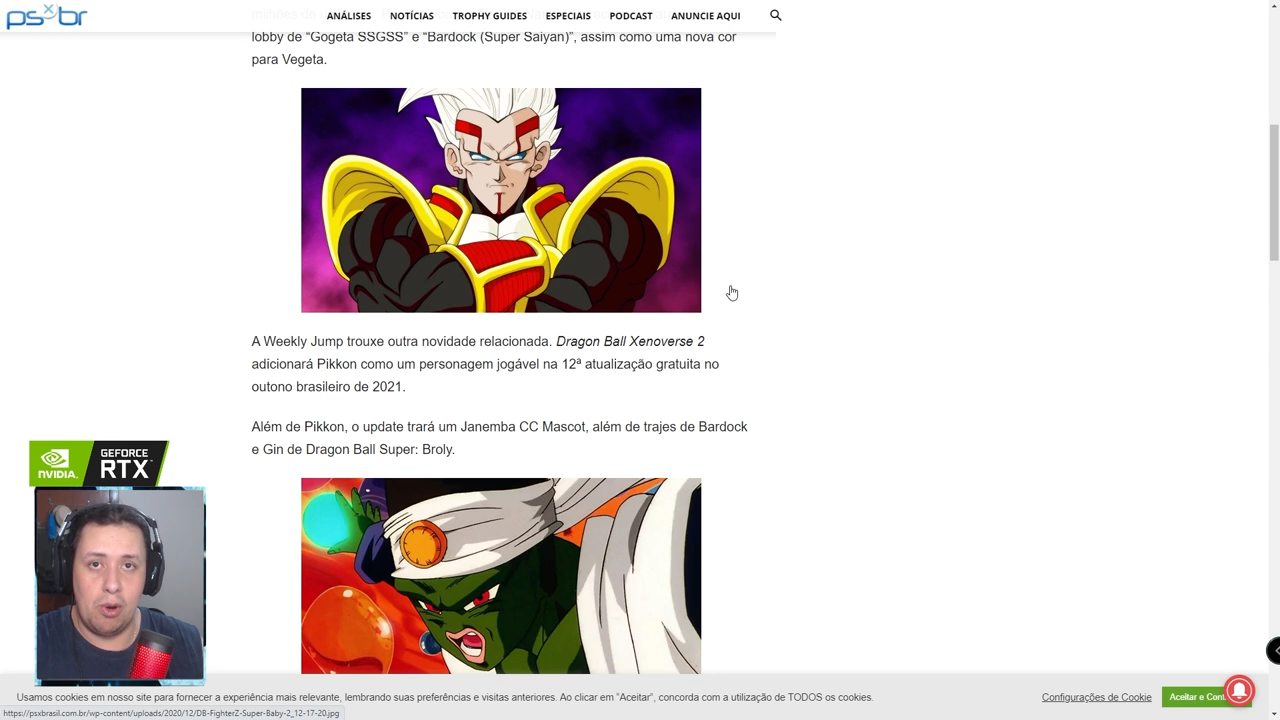 psxbr
ANÁLISES NOTÍCIAS TROPHY GUIDES ESPECIAIS PODCAST ANUNCIE AQUI
milhões de
lobby de “Gogeta SSGSS” e “Bardock (Super Saiyan)”, assim como uma nova cor
para Vegeta.
A Weekly Jump trouxe outra novidade relacionada. Dragon Ball Xenoverse 2
adicionará Pikkon como um personagem jogável na 12ª atualização gratuita no
outono brasileiro de 2021.
Além de Pikkon, o update trará um Janemba CC Mascot, além de trajes de Bardock
e Gin de Dragon Ball Super: Broly.
NVIDIA.
GEFORCE
RTX
Usamos cookies em nosso site para fornecer a experiência mais relevante, lembrando suas preferências e visitas anteriores. Ao clicar em “Aceitar”, concorda com a utilização de TODOS os cookies.
Configurações de Cookie
Aceitar e Cont
https://psxbrasil.com.br/wp-content/uploads/2020/12/DB-FighterZ-Super-Baby-2_12-17-20.jpg